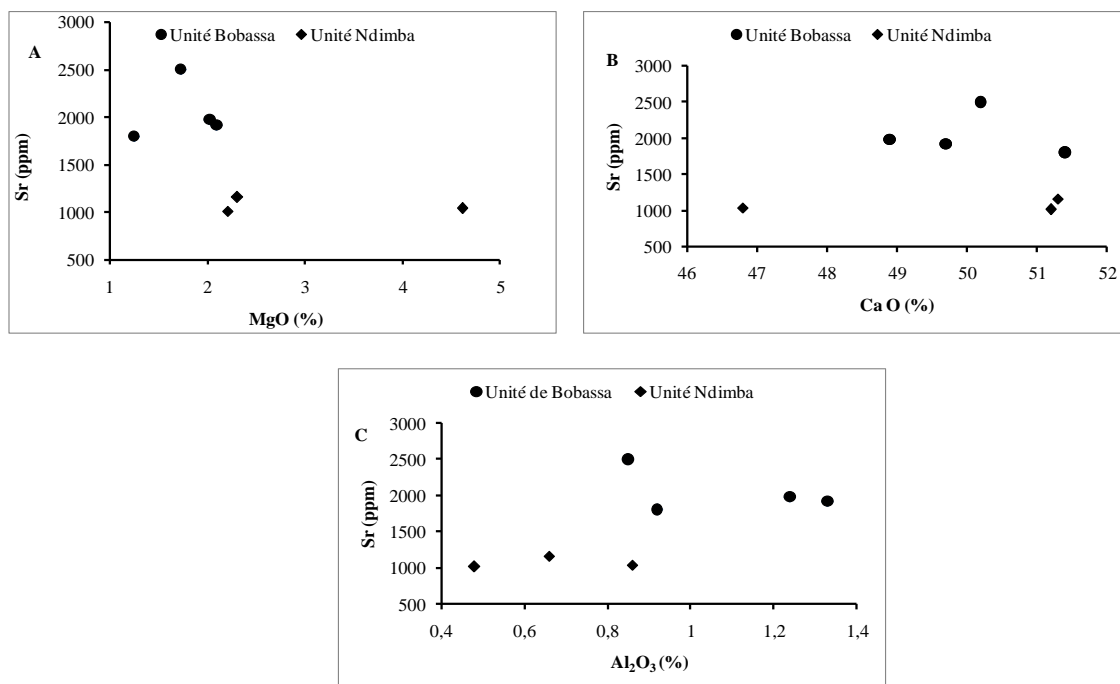 Unité Bobassa Unité Ndimba
A
3000
2500
2000
1500
1000
500
Sr (ppm)
1 2 3 4 5
MgO (%)
Unité Bobassa Unité Ndimba
B
3000
2500
2000
1500
1000
500
Sr (ppm)
46 47 48 49 50 51 52
Ca O (%)
Unité de Bobassa Unité Ndimba
C
3000
2500
2000
1500
1000
500
Sr (ppm)
0,4 0,6 0,8 1 1,2 1,4
Al₂O₃ (%)